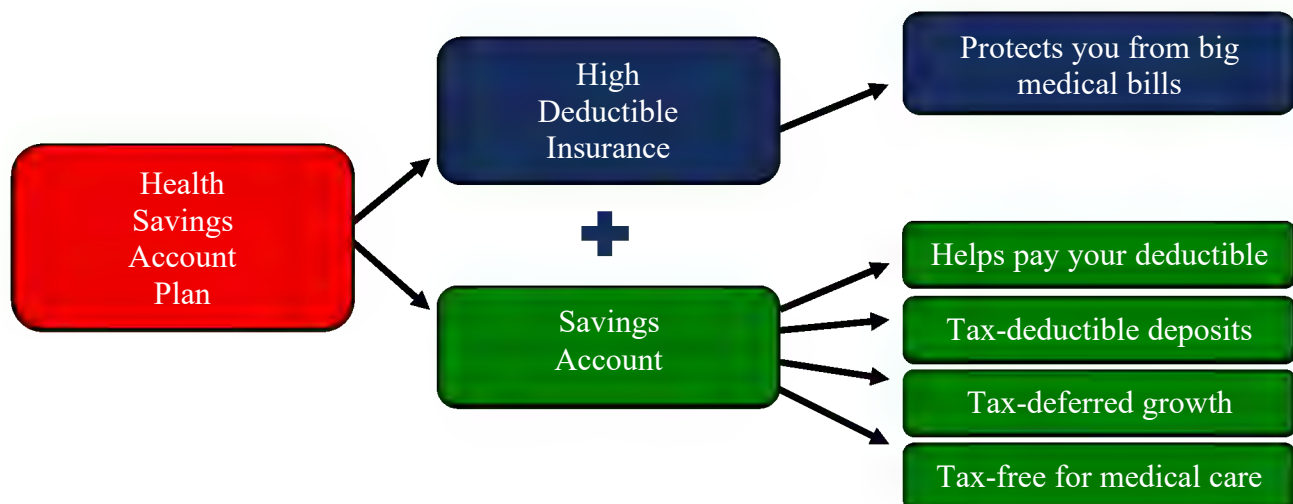 Health
Savings
Account
Plan
High
Deductible
Insurance
Protects you from big
medical bills
Savings
Account
Helps pay your deductible
Tax-deductible deposits
Tax-deferred growth
Tax-free for medical care